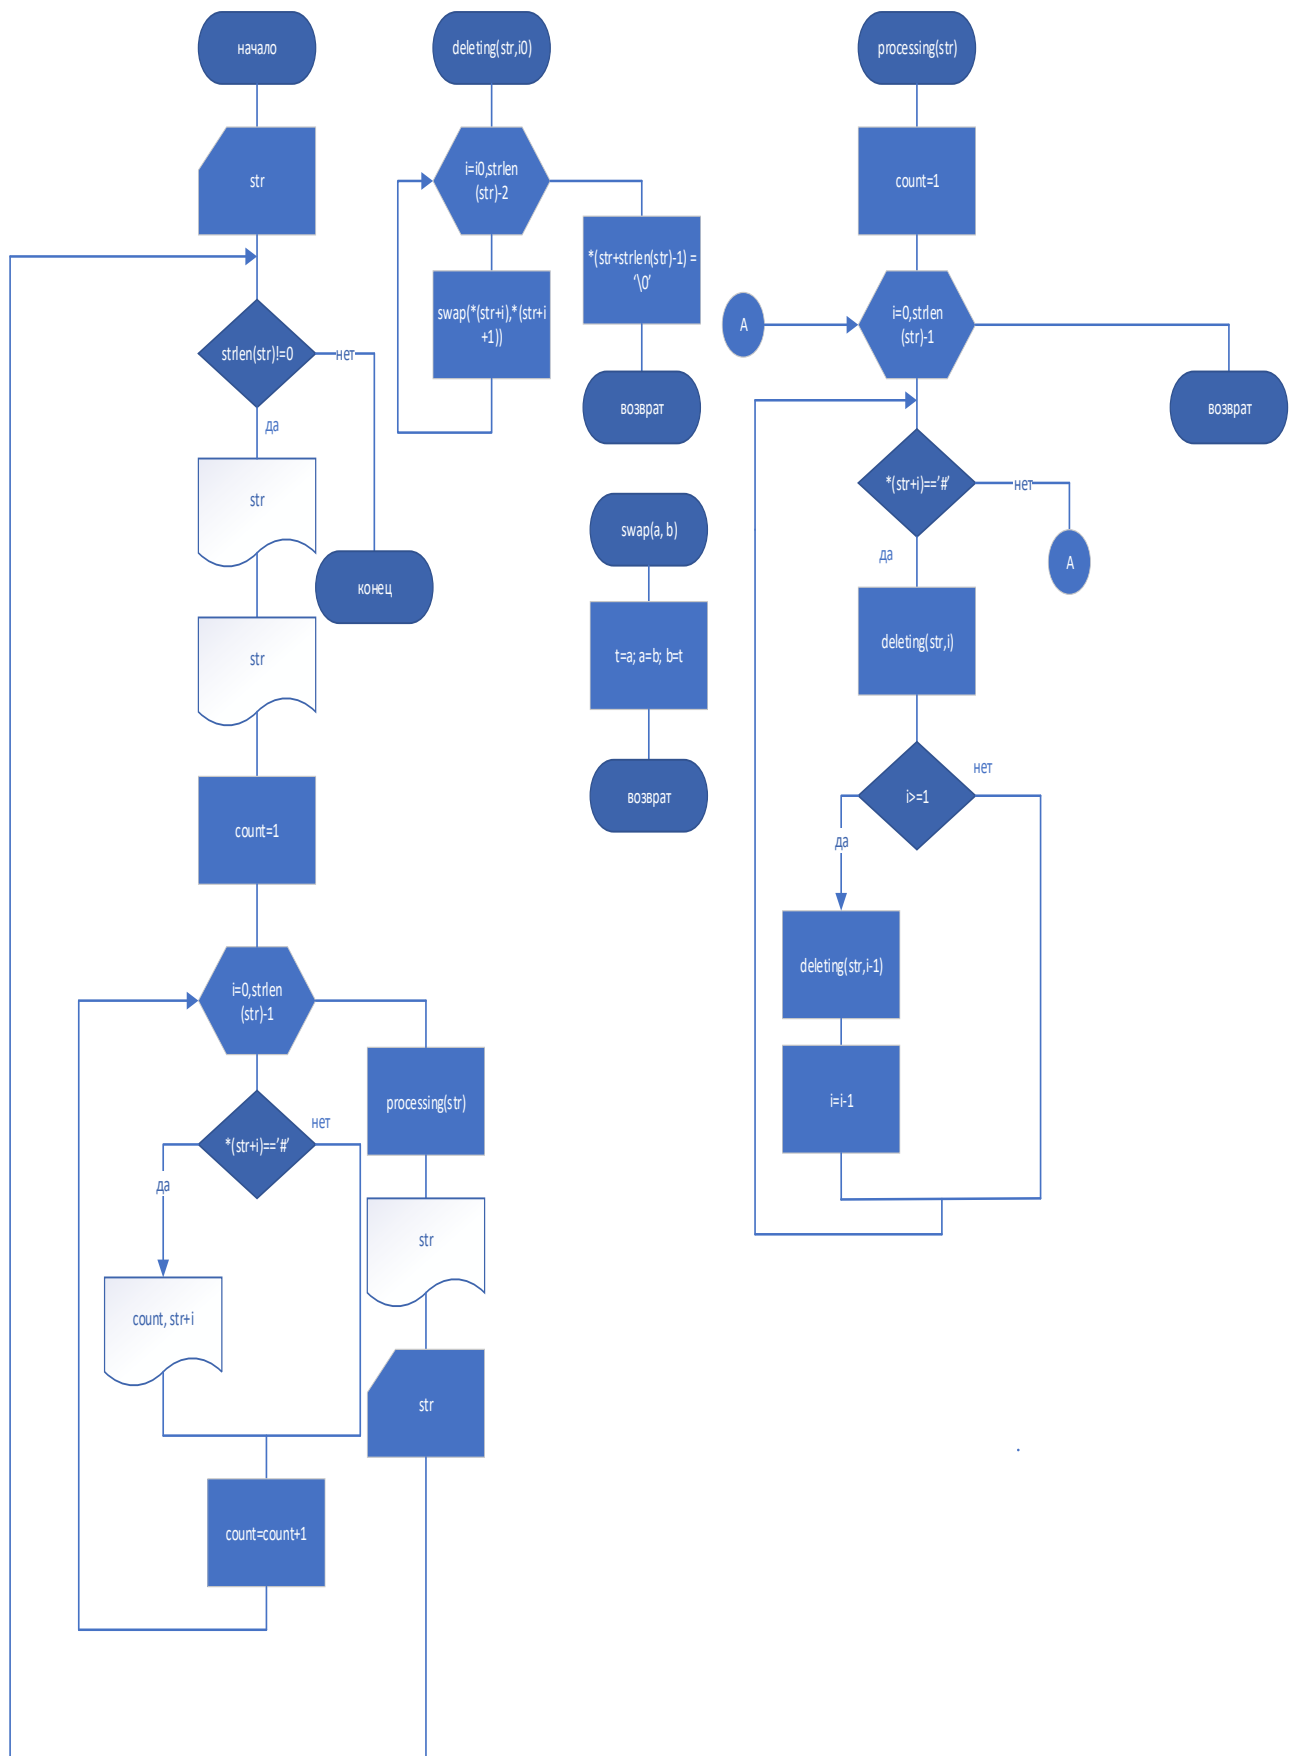 начало
str
strlen(str)!=0
нет
да
str
конец
str
count=1
i=0,strlen
(str)-1
*(str+i)=='#'
нет
да
count, str+i
count=count+1
processing(str)
str
str
deleting(str,i0)
i=i0,strlen
(str)-2
swap(*(str+i),*(str+i
+1))
*(str+strlen(str)-1) =
'\0'
возврат
swap(a, b)
t=a; a=b; b=t
возврат
processing(str)
count=1
A
i=0,strlen
(str)-1
возврат
*(str+i)=='#'
нет
A
да
deleting(str,i)
i>=1
нет
да
deleting(str,i-1)
i=i-1
.